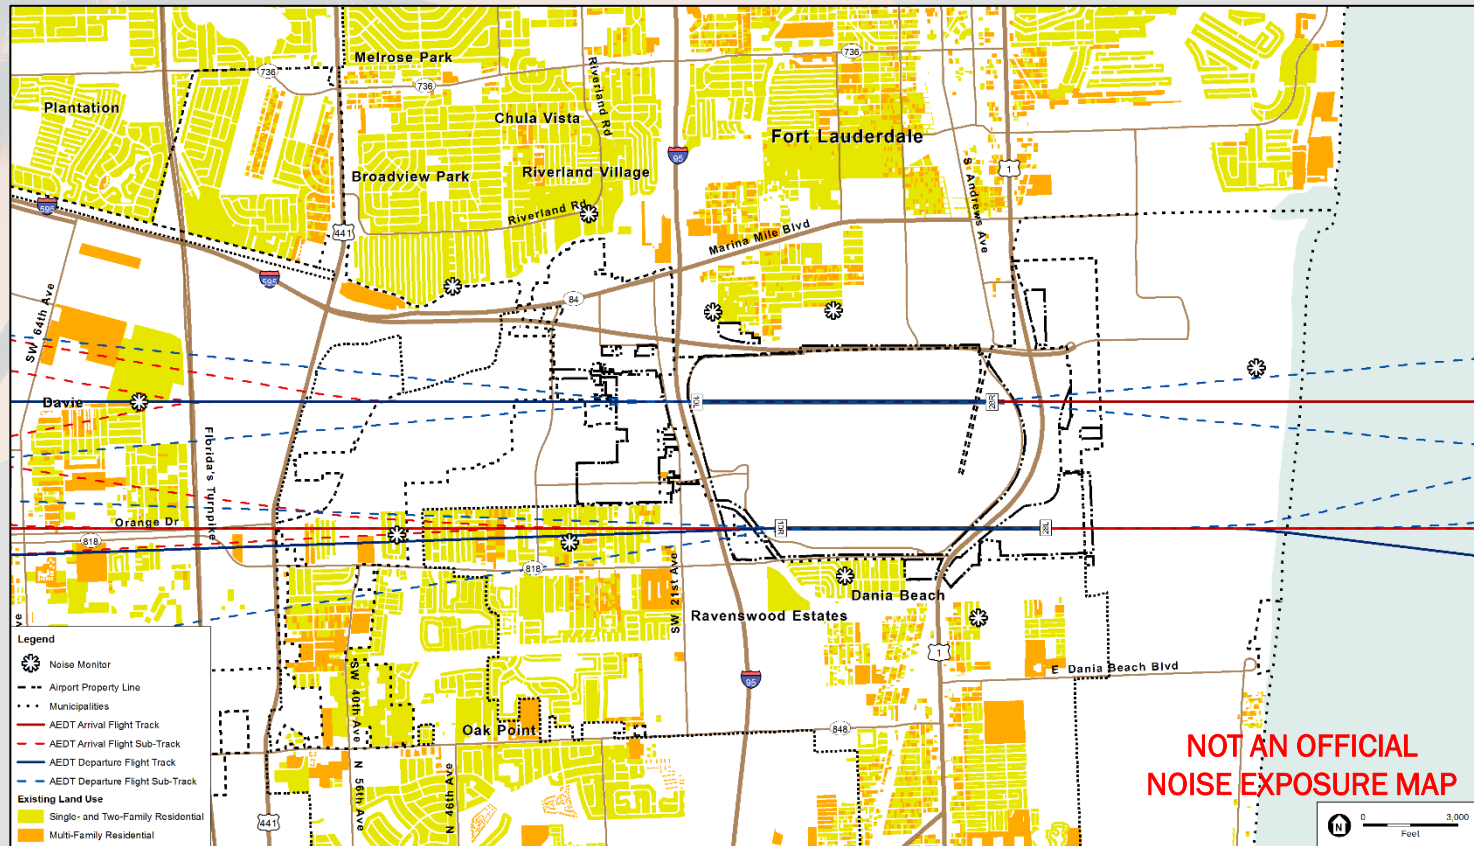 736
Melrose Park
736
736
Riverland Rd
Plantation
Chula Vista
Fort Lauderdale
95
S Andrews Ave
1
Broadview Park
Riverland Village
595
Riverland Rd
441
Marina Mile Blvd
595
84
SW 64th Ave
Davie
10L
28R
Florida's Turnpike
Orange Dr
818
10R
28L
818
SW 21st Ave
Dania Beach
Ravenswood Estates
1
E Dania Beach Blvd
95
SW 40th Ave
Oak Point
848
N 56th Ave
N 46th Ave
441
ve
Legend
Noise Monitor
Airport Property Line
Municipalities
AEDT Arrival Flight Track
AEDT Arrival Flight Sub-Track
AEDT Departure Flight Track
AEDT Departure Flight Sub-Track
Existing Land Use
Single- and Two-Family Residential
Multi-Family Residential
NOT AN OFFICIAL
NOISE EXPOSURE MAP
N
0 3,000
Feet